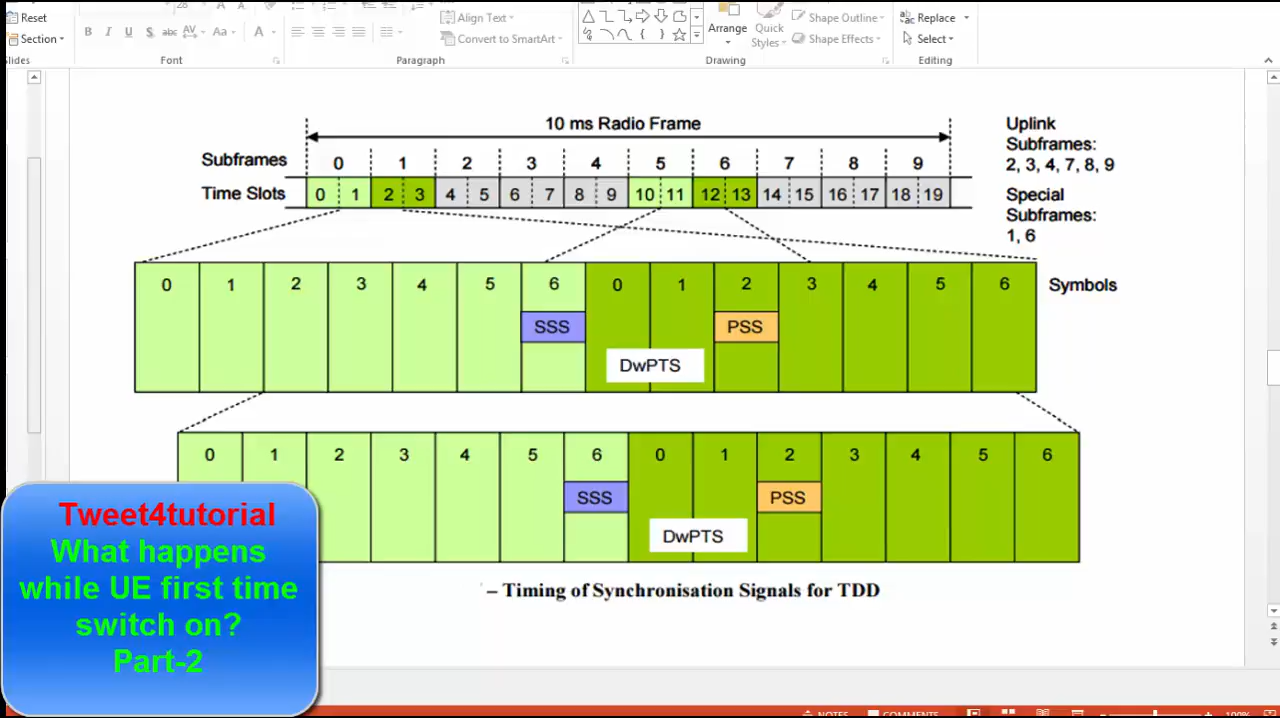 Reset
28
Align Text
Shape Outline
Replace
Section
B I U S abc AV Aa A
Convert to SmartArt
Arrange
Quick
Styles
Shape Effects
Select
lides
Font
Paragraph
Drawing
Editing
10 ms Radio Frame
Uplink
Subframes:
2, 3, 4, 7, 8, 9
Subframes 0 1 2 3 4 5 6 7 8 9
Time Slots 0 1 2 3 4 5 6 7 8 9 10 11 12 13 14 15 16 17 18 19
Special
Subframes:
1, 6
0 1 2 3 4 5 6 0 1 2 3 4 5 6 Symbols
SSS PSS
DwPTS
0 1 2 3 4 5 6 0 1 2 3 4 5 6
SSS PSS
DwPTS
– Timing of Synchronisation Signals for TDD
Tweet4tutorial
What happens
while UE first time
switch on?
Part-2
NOTES
COMMENTS
100%